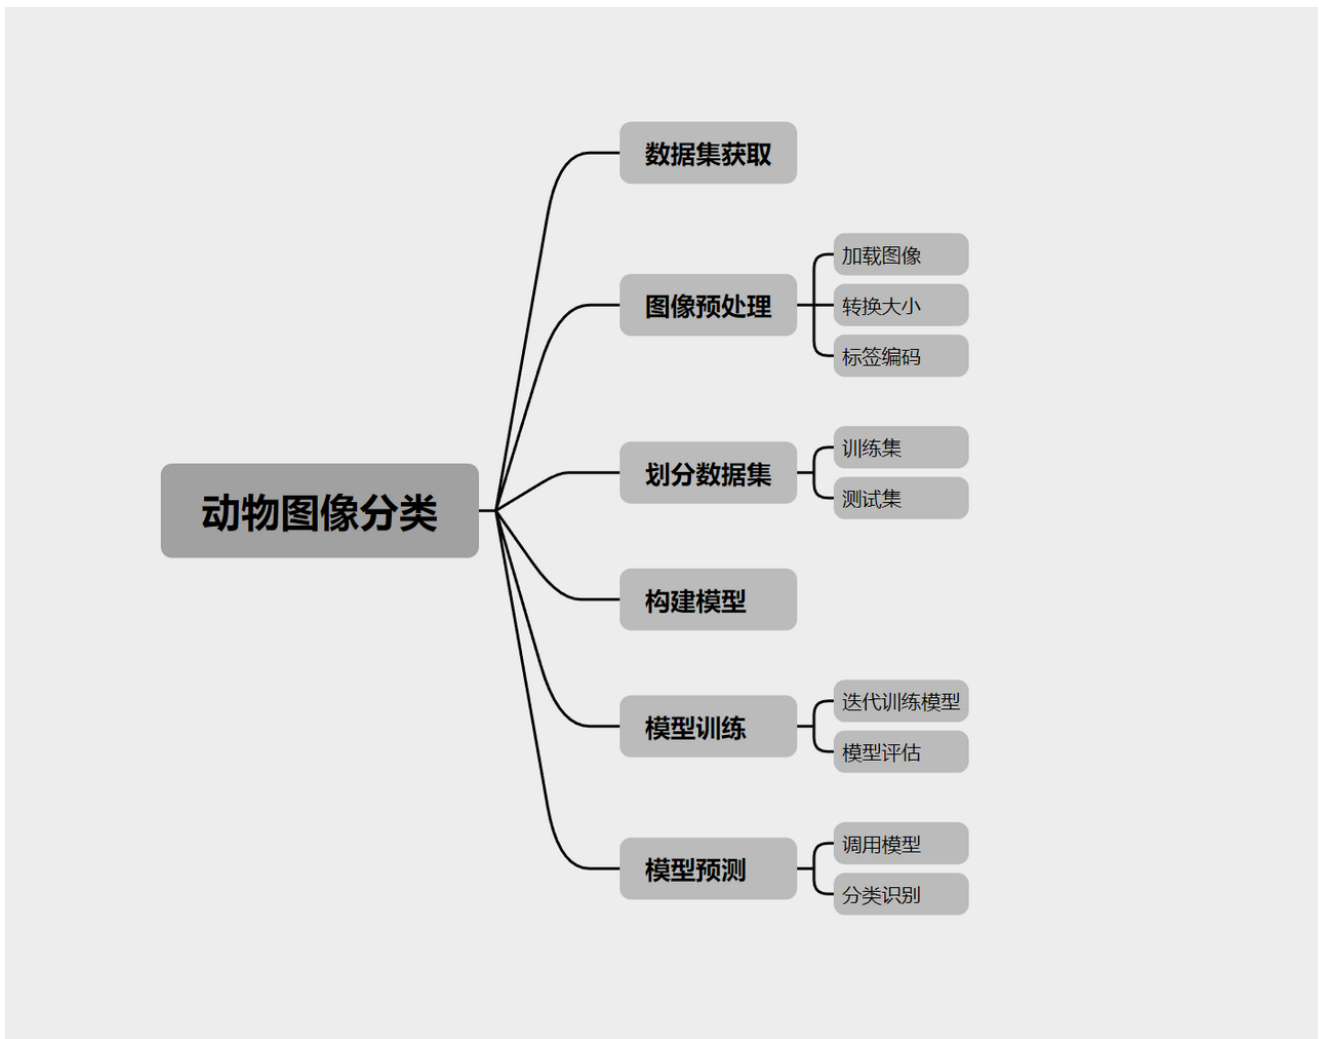 动物图像分类
数据集获取
图像预处理
加载图像
转换大小
标签编码
划分数据集
训练集
测试集
构建模型
模型训练
迭代训练模型
模型评估
模型预测
调用模型
分类识别